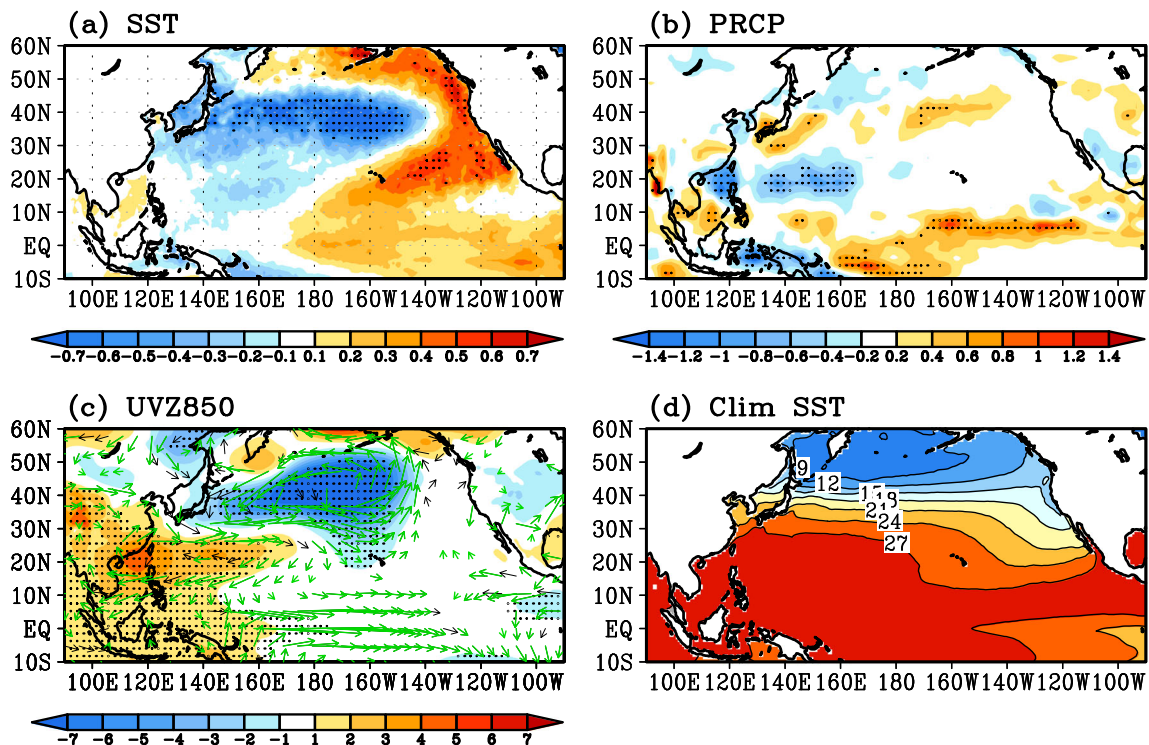 (a) SST
60N
50N
40N
30N
20N
10N
EQ
10S
100E 120E 140E 160E 180 160W 140W 120W 100W
-0.7 -0.6 -0.5 -0.4 -0.3 -0.2 -0.1 0.1 0.2 0.3 0.4 0.5 0.6 0.7
(b) PRCP
60N
50N
40N
30N
20N
10N
EQ
10S
100E 120E 140E 160E 180 160W 140W 120W 100W
-1.4 -1.2 -1 -0.8 -0.6 -0.4 -0.2 0.2 0.4 0.6 0.8 1 1.2 1.4
(c) UVZ850
60N
50N
40N
30N
20N
10N
EQ
10S
100E 120E 140E 160E 180 160W 140W 120W 100W
-7 -6 -5 -4 -3 -2 -1 1 2 3 4 5 6 7
(d) Clim SST
60N
50N
40N
30N
20N
10N
EQ
10S
9
12
18
24
27
100E 120E 140E 160E 180 160W 140W 120W 100W